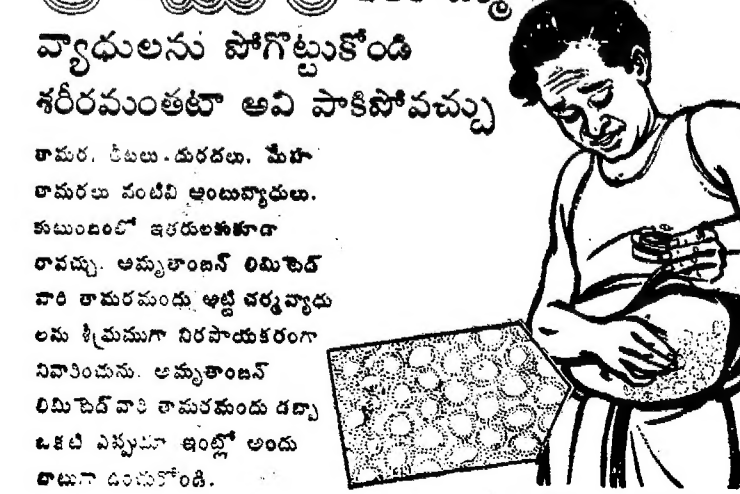 వ్యాధులను పోగొట్టుకోండి
శరీరమంతటా అవి పాకిపోవచ్చు
తామర, కీటలు-దురదలు, మేహ
తామరలు వంటివి అంటువ్యాధులు.
కుటుంబంలో ఇతరులకుకూడా
రావచ్చు. అమృతాంజన్ లిమిటెడ్
వారి తామరమందు అట్టి చర్మవ్యాధు
లను శీఘ్రముగా నిరపాయకరంగా
నివారించును. అమృతాంజన్
లిమిటెడ్ వారి తామరమందు డబ్బా
ఒకటి ఎప్పుడూ ఇంట్లో అందు
బాటుగా ఉంచుకోండి.